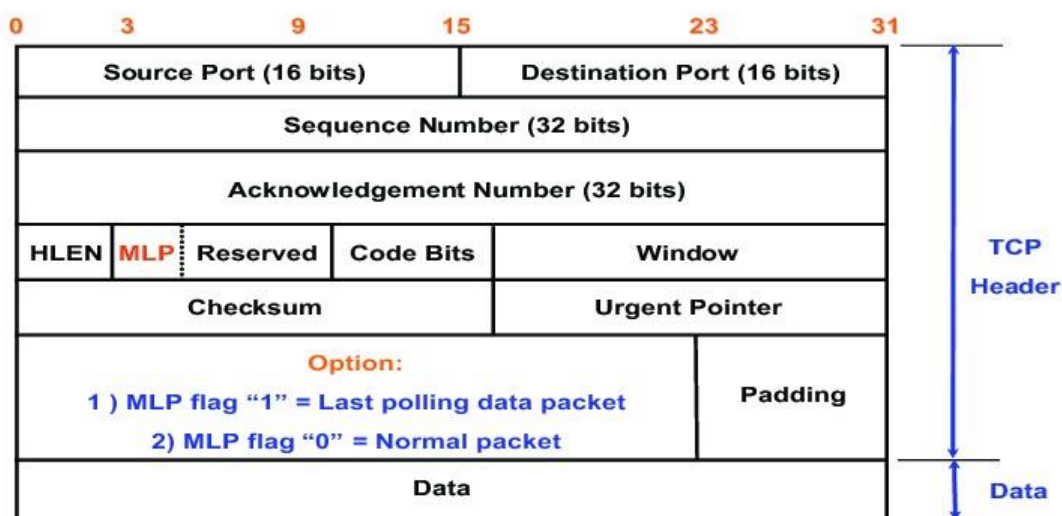 0 3 9 15 23 31
Source Port (16 bits) Destination Port (16 bits)
Sequence Number (32 bits)
Acknowledgement Number (32 bits)
HLEN MLP Reserved Code Bits Window
Checksum Urgent Pointer
Option:
1 ) MLP flag “1” = Last polling data packet
2) MLP flag “0” = Normal packet
Padding
Data
TCP
Header
Data